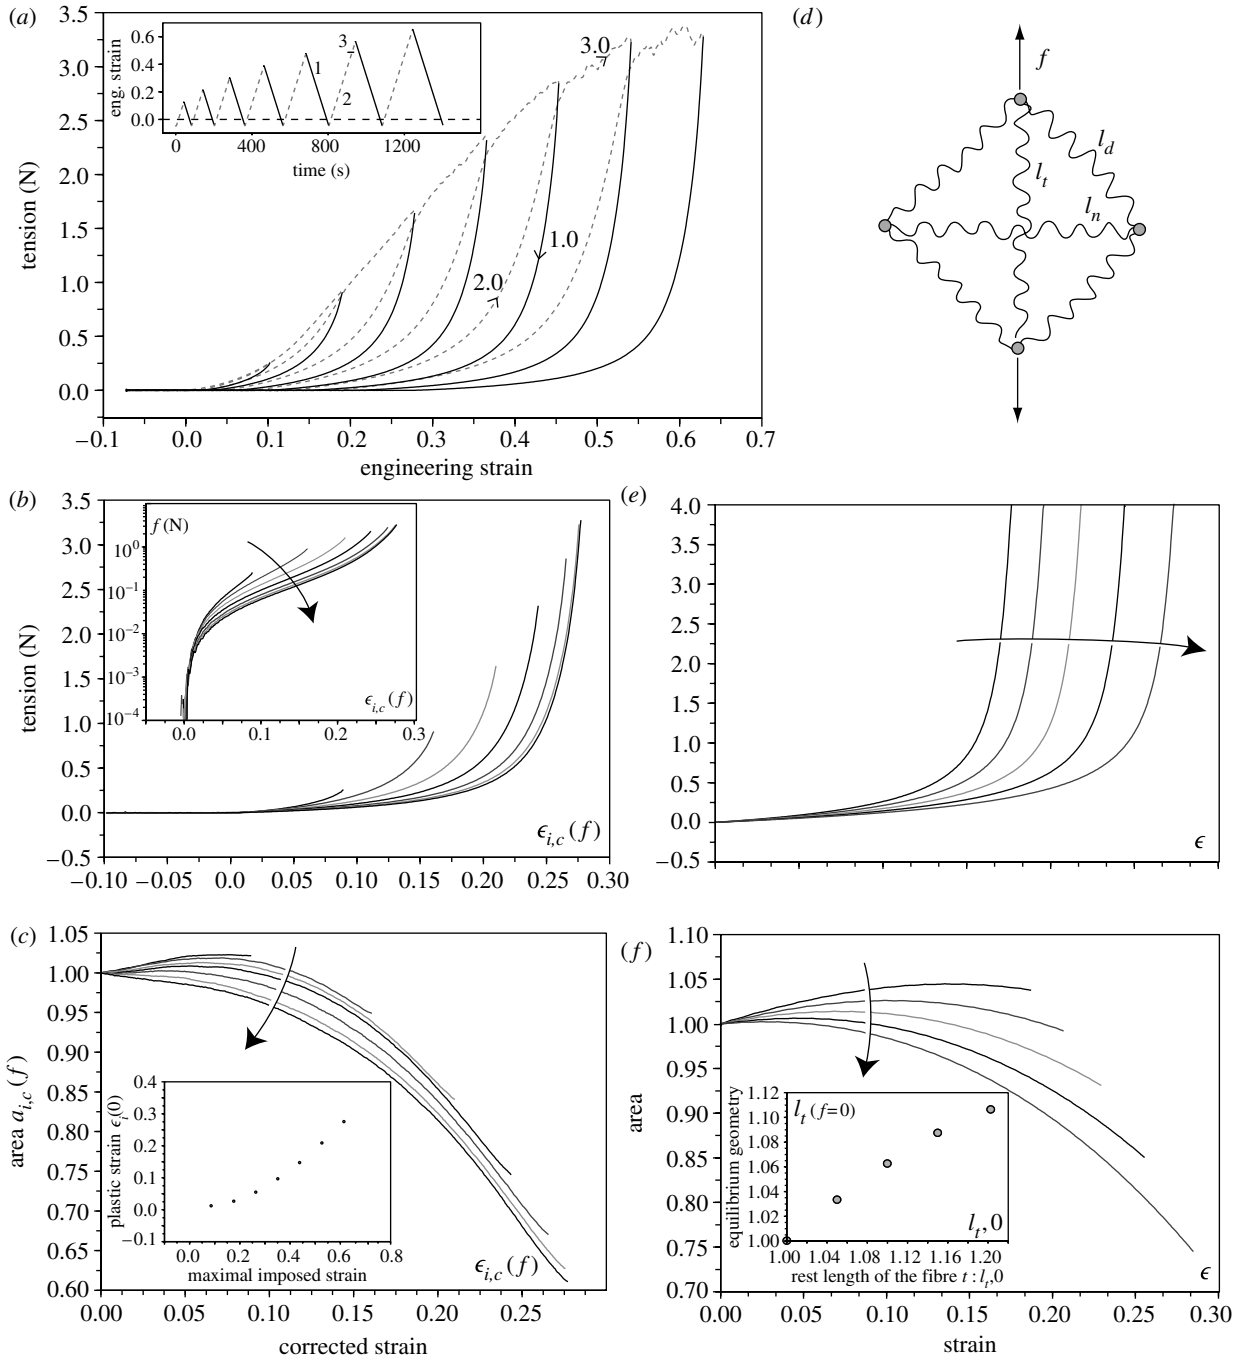 (a)
3.5
3.0
2.5
2.0
1.5
1.0
0.5
0.0
tension (N)
−0.1 0.0 0.1 0.2 0.3 0.4 0.5 0.6 0.7
engineering strain
3.0
1.0
2.0
eng. strain
0.6
0.4
0.2
0.0
3
1
2
0 400 800 1200
time (s)
(d)
f
l_d
l_t
l_n
(b)
3.5
3.0
2.5
2.0
1.5
1.0
0.5
0.0
−0.5
tension (N)
−0.10 −0.05 0.0 0.05 0.10 0.15 0.20 0.25 0.30
ϵ_{i,c}(f)
f(N)
10^0
10^{−1}
10^{−2}
10^{−3}
10^{−4}
0.0 0.1 0.2 0.3
ϵ_{i,c}(f)
(e)
4.0
3.5
3.0
2.5
2.0
1.5
1.0
0.5
0.0
−0.5
ϵ
(c)
1.05
1.00
0.95
0.90
0.85
0.80
0.75
0.70
0.65
0.60
area a_{i,c}(f)
0.00 0.05 0.10 0.15 0.20 0.25
corrected strain
ϵ_{i,c}(f)
plastic strain ϵ_i(0)
0.4
0.3
0.2
0.1
0.0
−0.1
0.0 0.2 0.4 0.6 0.8
maximal imposed strain
(f)
1.10
1.05
1.00
0.95
0.90
0.85
0.80
0.75
0.70
area
0.00 0.05 0.10 0.15 0.20 0.25 0.30
strain
ϵ
equilibrium geometry
1.12
1.10
1.08
1.06
1.04
1.02
1.00
l_t (f=0)
l_t,0
1.00 1.04 1.08 1.12 1.16 1.20
rest length of the fibre t : l_t,0